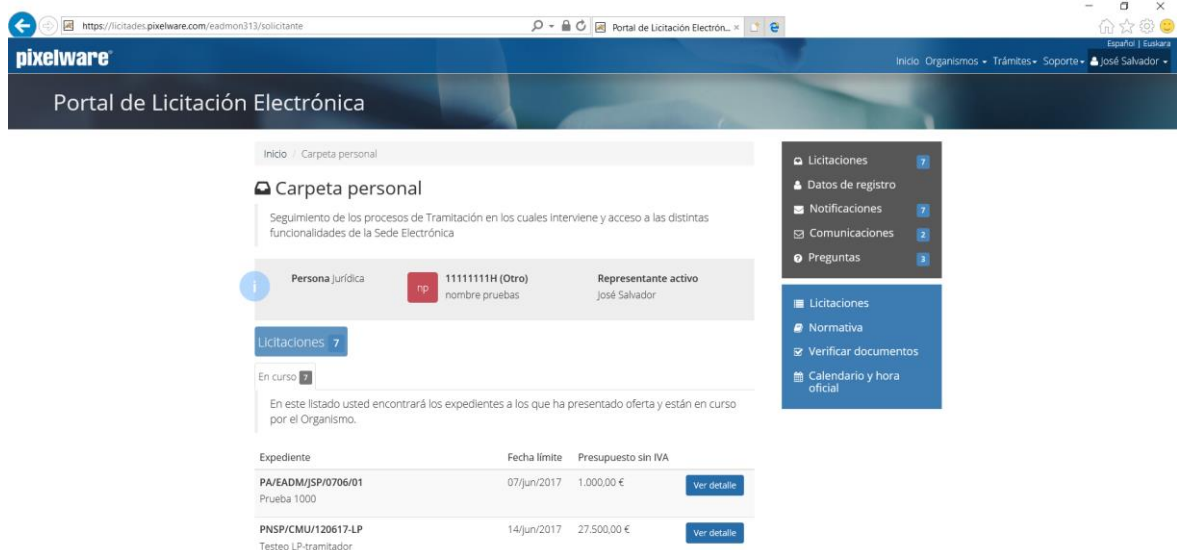 https://licitades.pixelware.com/eadmon313/solicitante
Portal de Licitación Electrón...
Español | Euskara
pixelware
Inicio Organismos Trámites Soporte José Salvador
Portal de Licitación Electrónica
Inicio / Carpeta personal
Carpeta personal
Seguimiento de los procesos de Tramitación en los cuales interviene y acceso a las distintas
funcionalidades de la Sede Electrónica
Persona Jurídica
np
11111111H (Otro)
nombre pruebas
Representante activo
José Salvador
Licitaciones 7
En curso 7
En este listado usted encontrará los expedientes a los que ha presentado oferta y están en curso
por el Organismo.
Expediente Fecha límite Presupuesto sin IVA
PA/EADM/JSP/0706/01 07/jun/2017 1.000,00 € Ver detalle
Prueba 1000
PNSP/CMU/120617-LP 14/jun/2017 27.500,00 € Ver detalle
Testeo LP-tramitador
Licitaciones 7
Datos de registro
Notificaciones 7
Comunicaciones 2
Preguntas 3
Licitaciones
Normativa
Verificar documentos
Calendario y hora
oficial